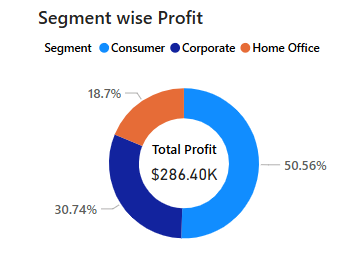 Segment wise Profit
Segment Consumer Corporate Home Office
18.7%
Total Profit
$286.40K
50.56%
30.74%